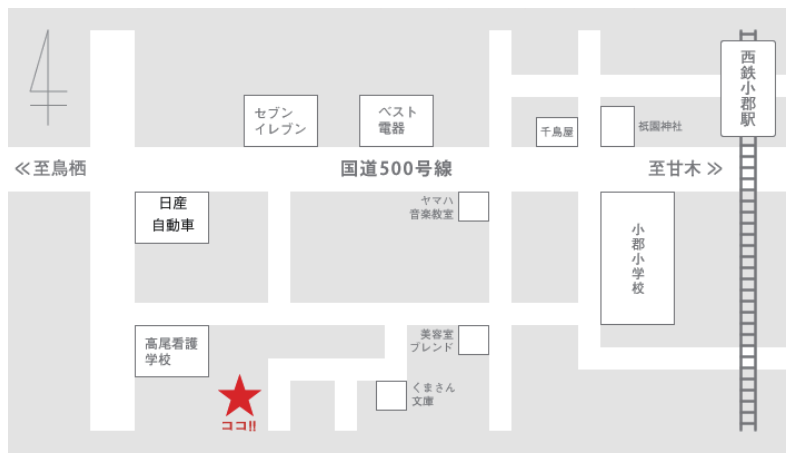 西鉄小郡駅
セブン
イレブン
ベスト
電器
千鳥屋
祇園神社
≪至鳥栖
国道500号線
至甘木≫
日産
自動車
ヤマハ
音楽教室
小郡小学校
高尾看護
学校
美容室
ブレンド
くまさん
文庫
ココ!!